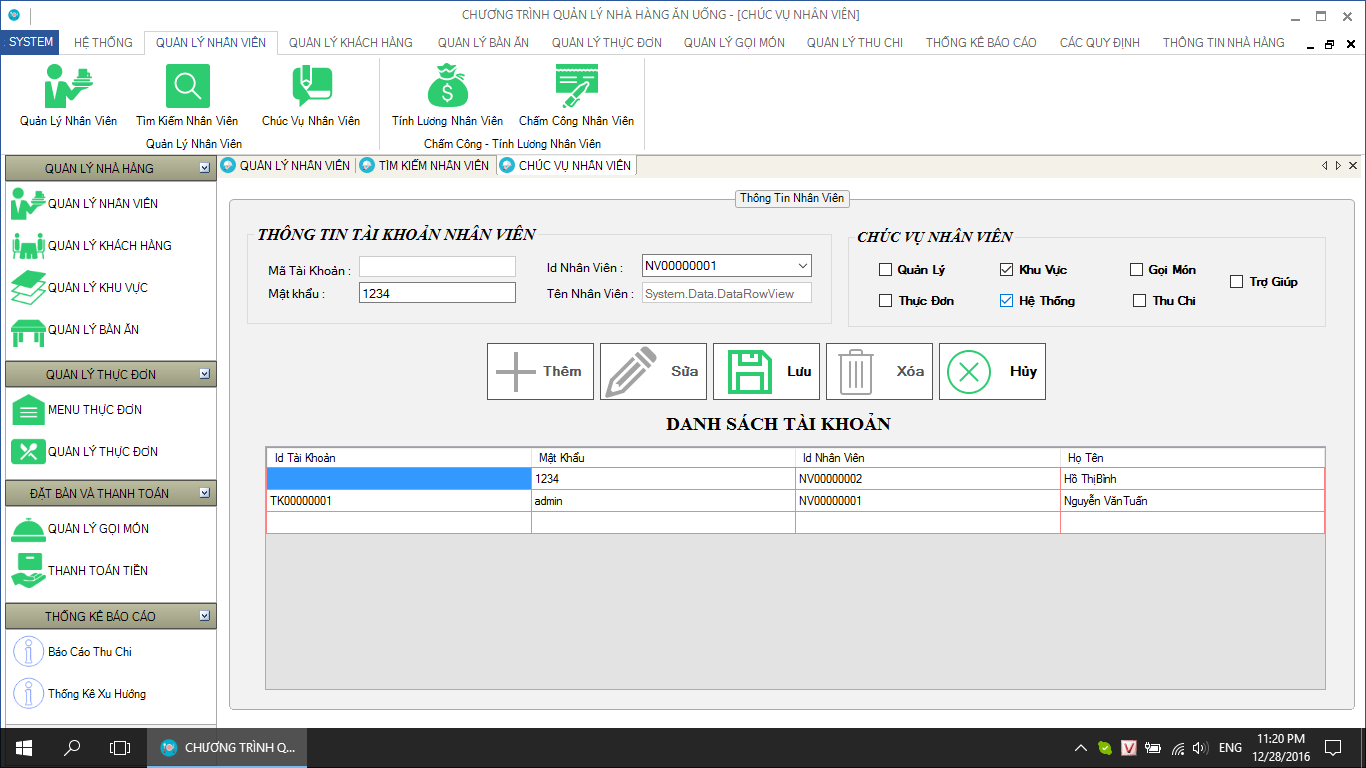 CHƯƠNG TRÌNH QUẢN LÝ NHÀ HÀNG ĂN UỐNG - [CHỨC VỤ NHÂN VIÊN]
SYSTEM HỆ THỐNG QUẢN LÝ NHÂN VIÊN QUẢN LÝ KHÁCH HÀNG QUẢN LÝ BÀN ĂN QUẢN LÝ THỰC ĐƠN QUẢN LÝ GỌI MÓN QUẢN LÝ THU CHI THỐNG KÊ BÁO CÁO CÁC QUY ĐỊNH THÔNG TIN NHÀ HÀNG
Quản Lý Nhân Viên Tìm Kiếm Nhân Viên Chức Vụ Nhân Viên Tính Lương Nhân Viên Chấm Công Nhân Viên
Quản Lý Nhân Viên Chấm Công - Tính Lương Nhân Viên
QUẢN LÝ NHÀ HÀNG
QUẢN LÝ NHÂN VIÊN
QUẢN LÝ KHÁCH HÀNG
QUẢN LÝ KHU VỰC
QUẢN LÝ BÀN ĂN
QUẢN LÝ THỰC ĐƠN
MENU THỰC ĐƠN
QUẢN LÝ THỰC ĐƠN
ĐẶT BÀN VÀ THANH TOÁN
QUẢN LÝ GỌI MÓN
THANH TOÁN TIỀN
THỐNG KÊ BÁO CÁO
Báo Cáo Thu Chi
Thống Kê Xu Hướng
QUẢN LÝ NHÂN VIÊN TÌM KIẾM NHÂN VIÊN CHỨC VỤ NHÂN VIÊN
Thông Tin Nhân Viên
THÔNG TIN TÀI KHOẢN NHÂN VIÊN
Mã Tài Khoản : Id Nhân Viên : NV00000001
Mật khẩu : 1234 Tên Nhân Viên : System.Data.DataRowView
CHỨC VỤ NHÂN VIÊN
Quản Lý Khu Vực Gọi Món Trợ Giúp
Thực Đơn Hệ Thống Thu Chi
Thêm Sửa Lưu Xóa Hủy
DANH SÁCH TÀI KHOẢN
Id Tài Khoản Mật Khẩu Id Nhân Viên Họ Tên
1234 NV00000002 Hồ ThịBình
TK00000001 admin NV00000001 Nguyễn VănTuấn
CHƯƠNG TRÌNH Q...
ENG
11:20 PM
12/28/2016